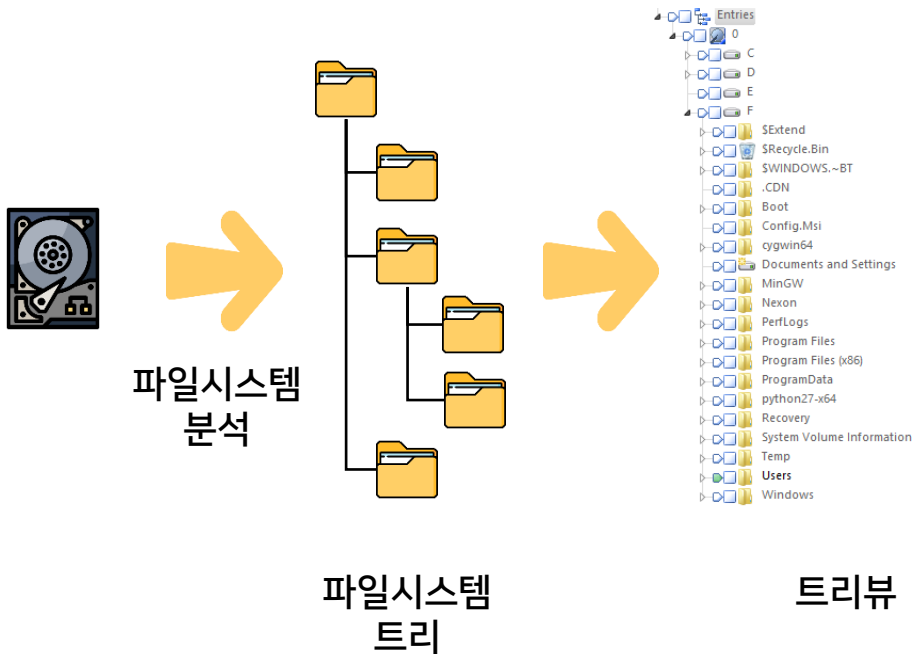 파일시스템
분석
파일시스템
트리
Entries
0
C
D
E
F
$Extend
$Recycle.Bin
$WINDOWS.~BT
.CDN
Boot
Config.Msi
cygwin64
Documents and Settings
MinGW
Nexon
PerfLogs
Program Files
Program Files (x86)
ProgramData
python27-x64
Recovery
System Volume Information
Temp
Users
Windows
트리뷰